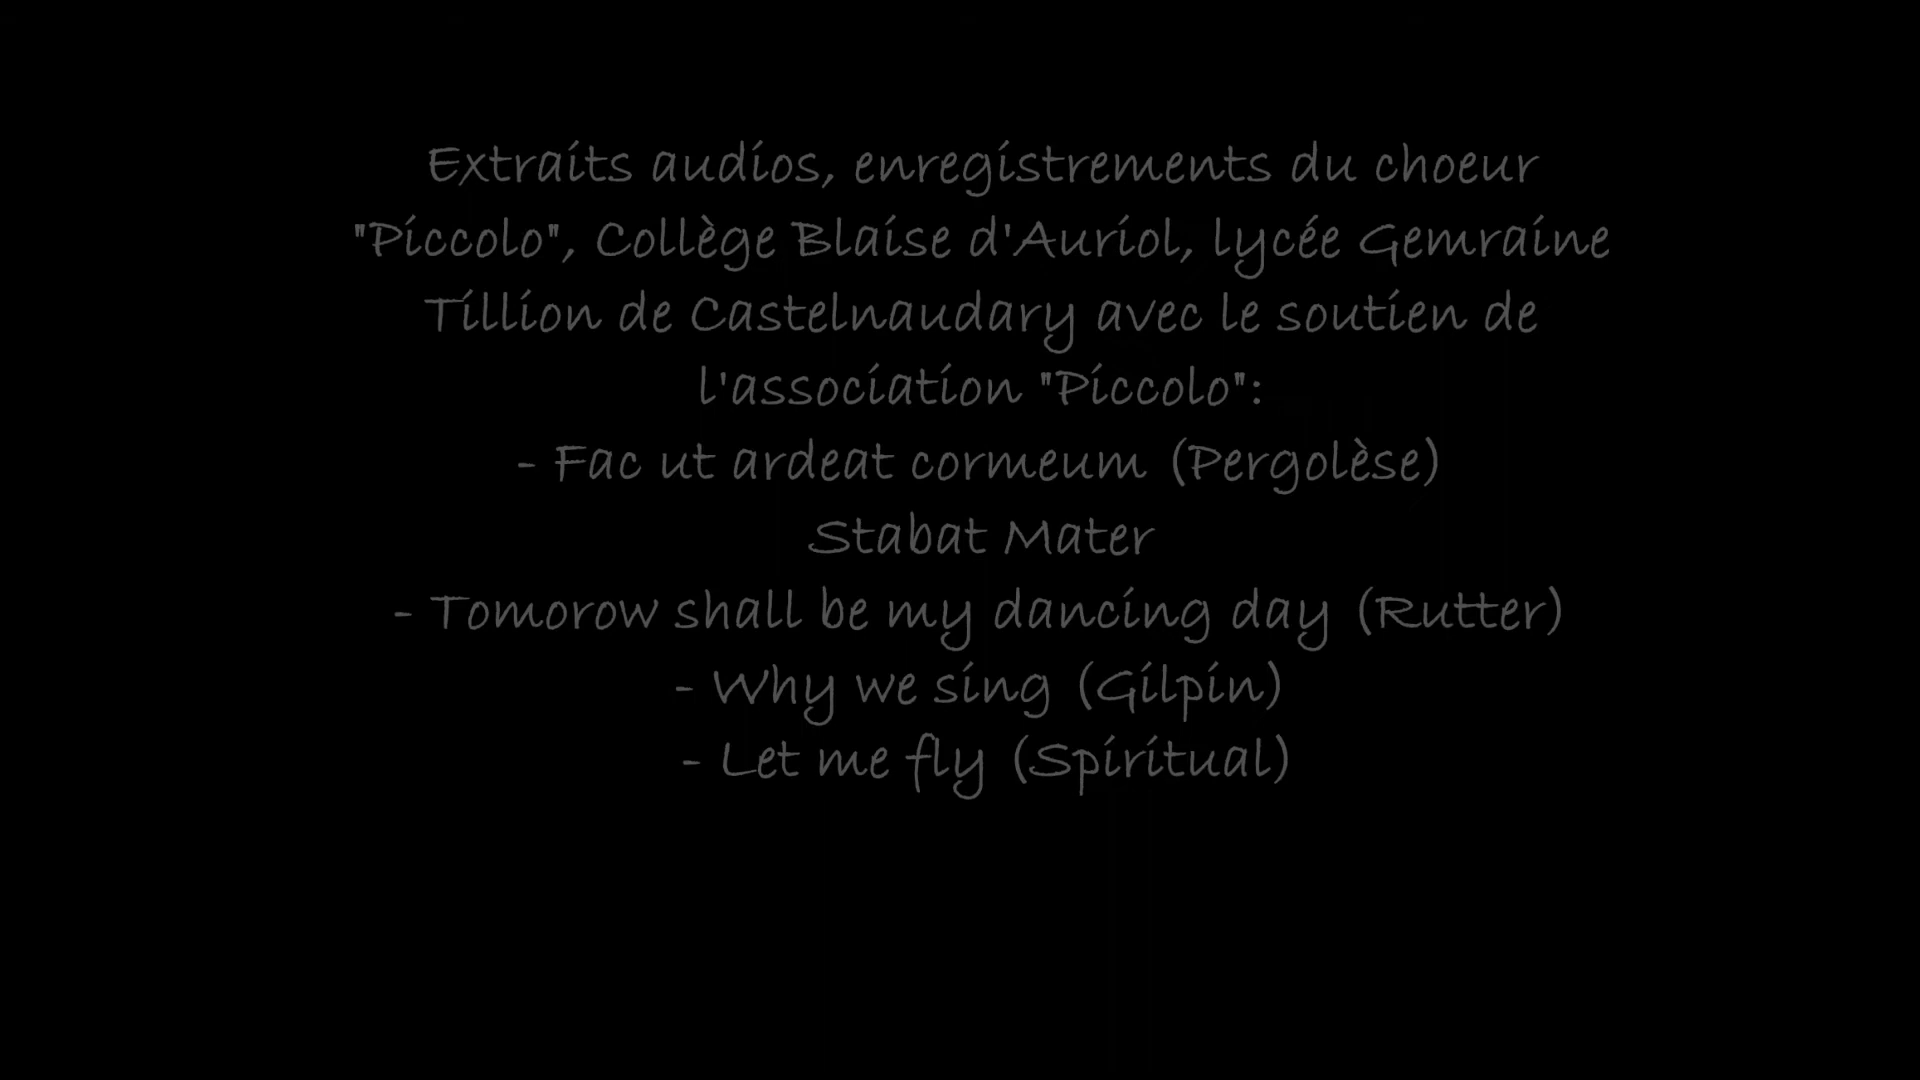 Extraits audios, enregistrements du choeur
"Piccolo", Collège Blaise d'Auriol, lycée Gemraine
Tillion de Castelnaudary avec le soutien de
l'association "Piccolo":
- Fac ut ardeat cormeum (Pergolèse)
Stabat Mater
- Tomorow shall be my dancing day (Rutter)
- Why we sing (Gilpin)
- Let me fly (Spiritual)